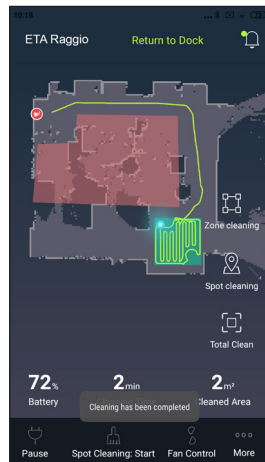 10:18
ETA Raggio
Return to Dock
Zone cleaning
Spot cleaning
Total Clean
72%
2min
2m²
Battery
Cleaned Area
Cleaning has been completed
Pause
Spot Cleaning: Start
Fan Control
More